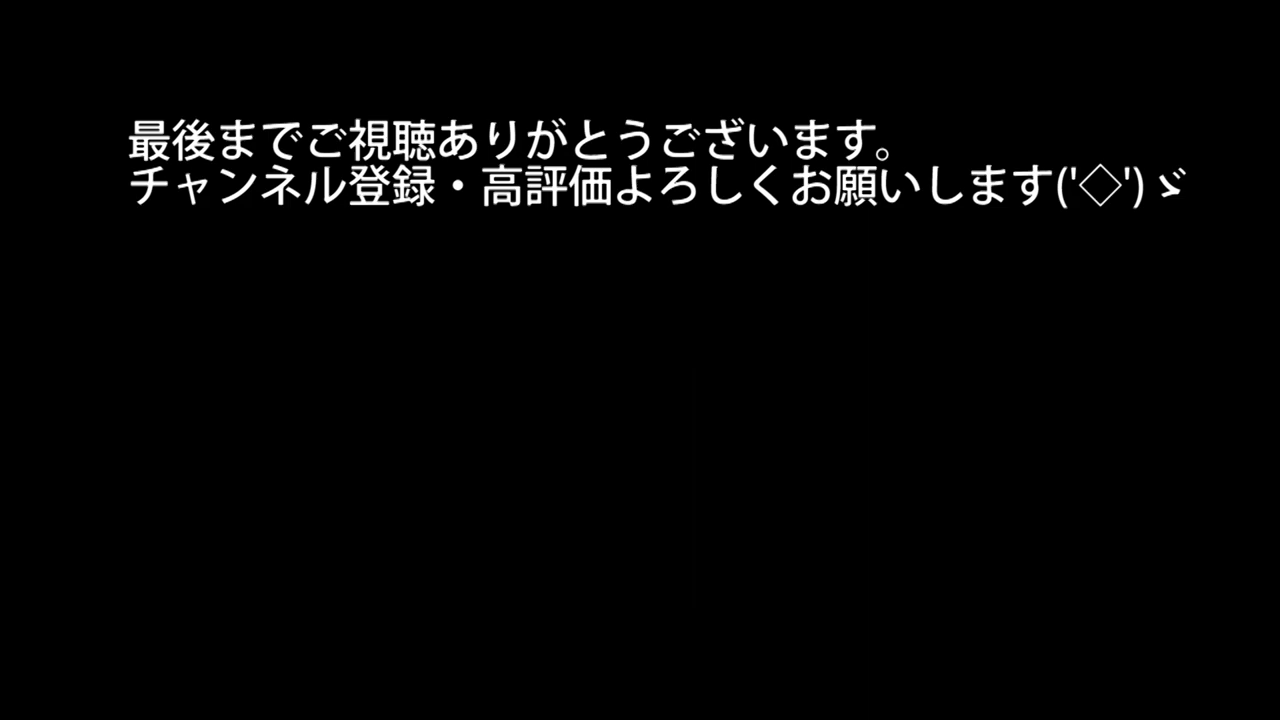 最後までご視聴ありがとうございます。
チャンネル登録・高評価よろしくお願いします('◇')ゞ